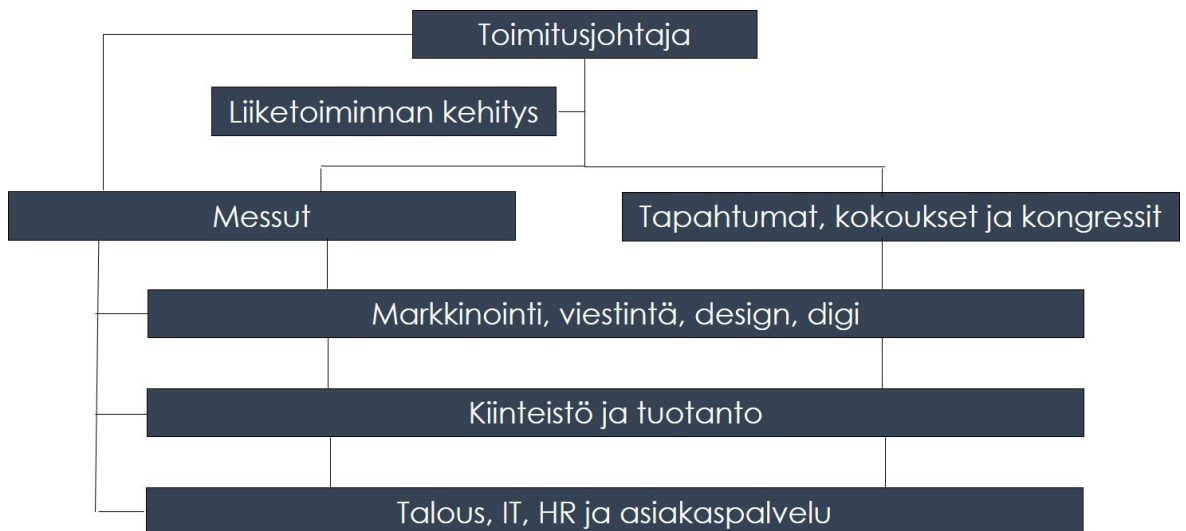 Toimitusjohtaja
Liiketoiminnan kehitys
Messut
Tapahtumat, kokoukset ja kongressit
Markkinointi, viestintä, design, digi
Kiinteistö ja tuotanto
Talous, IT, HR ja asiakaspalvelu